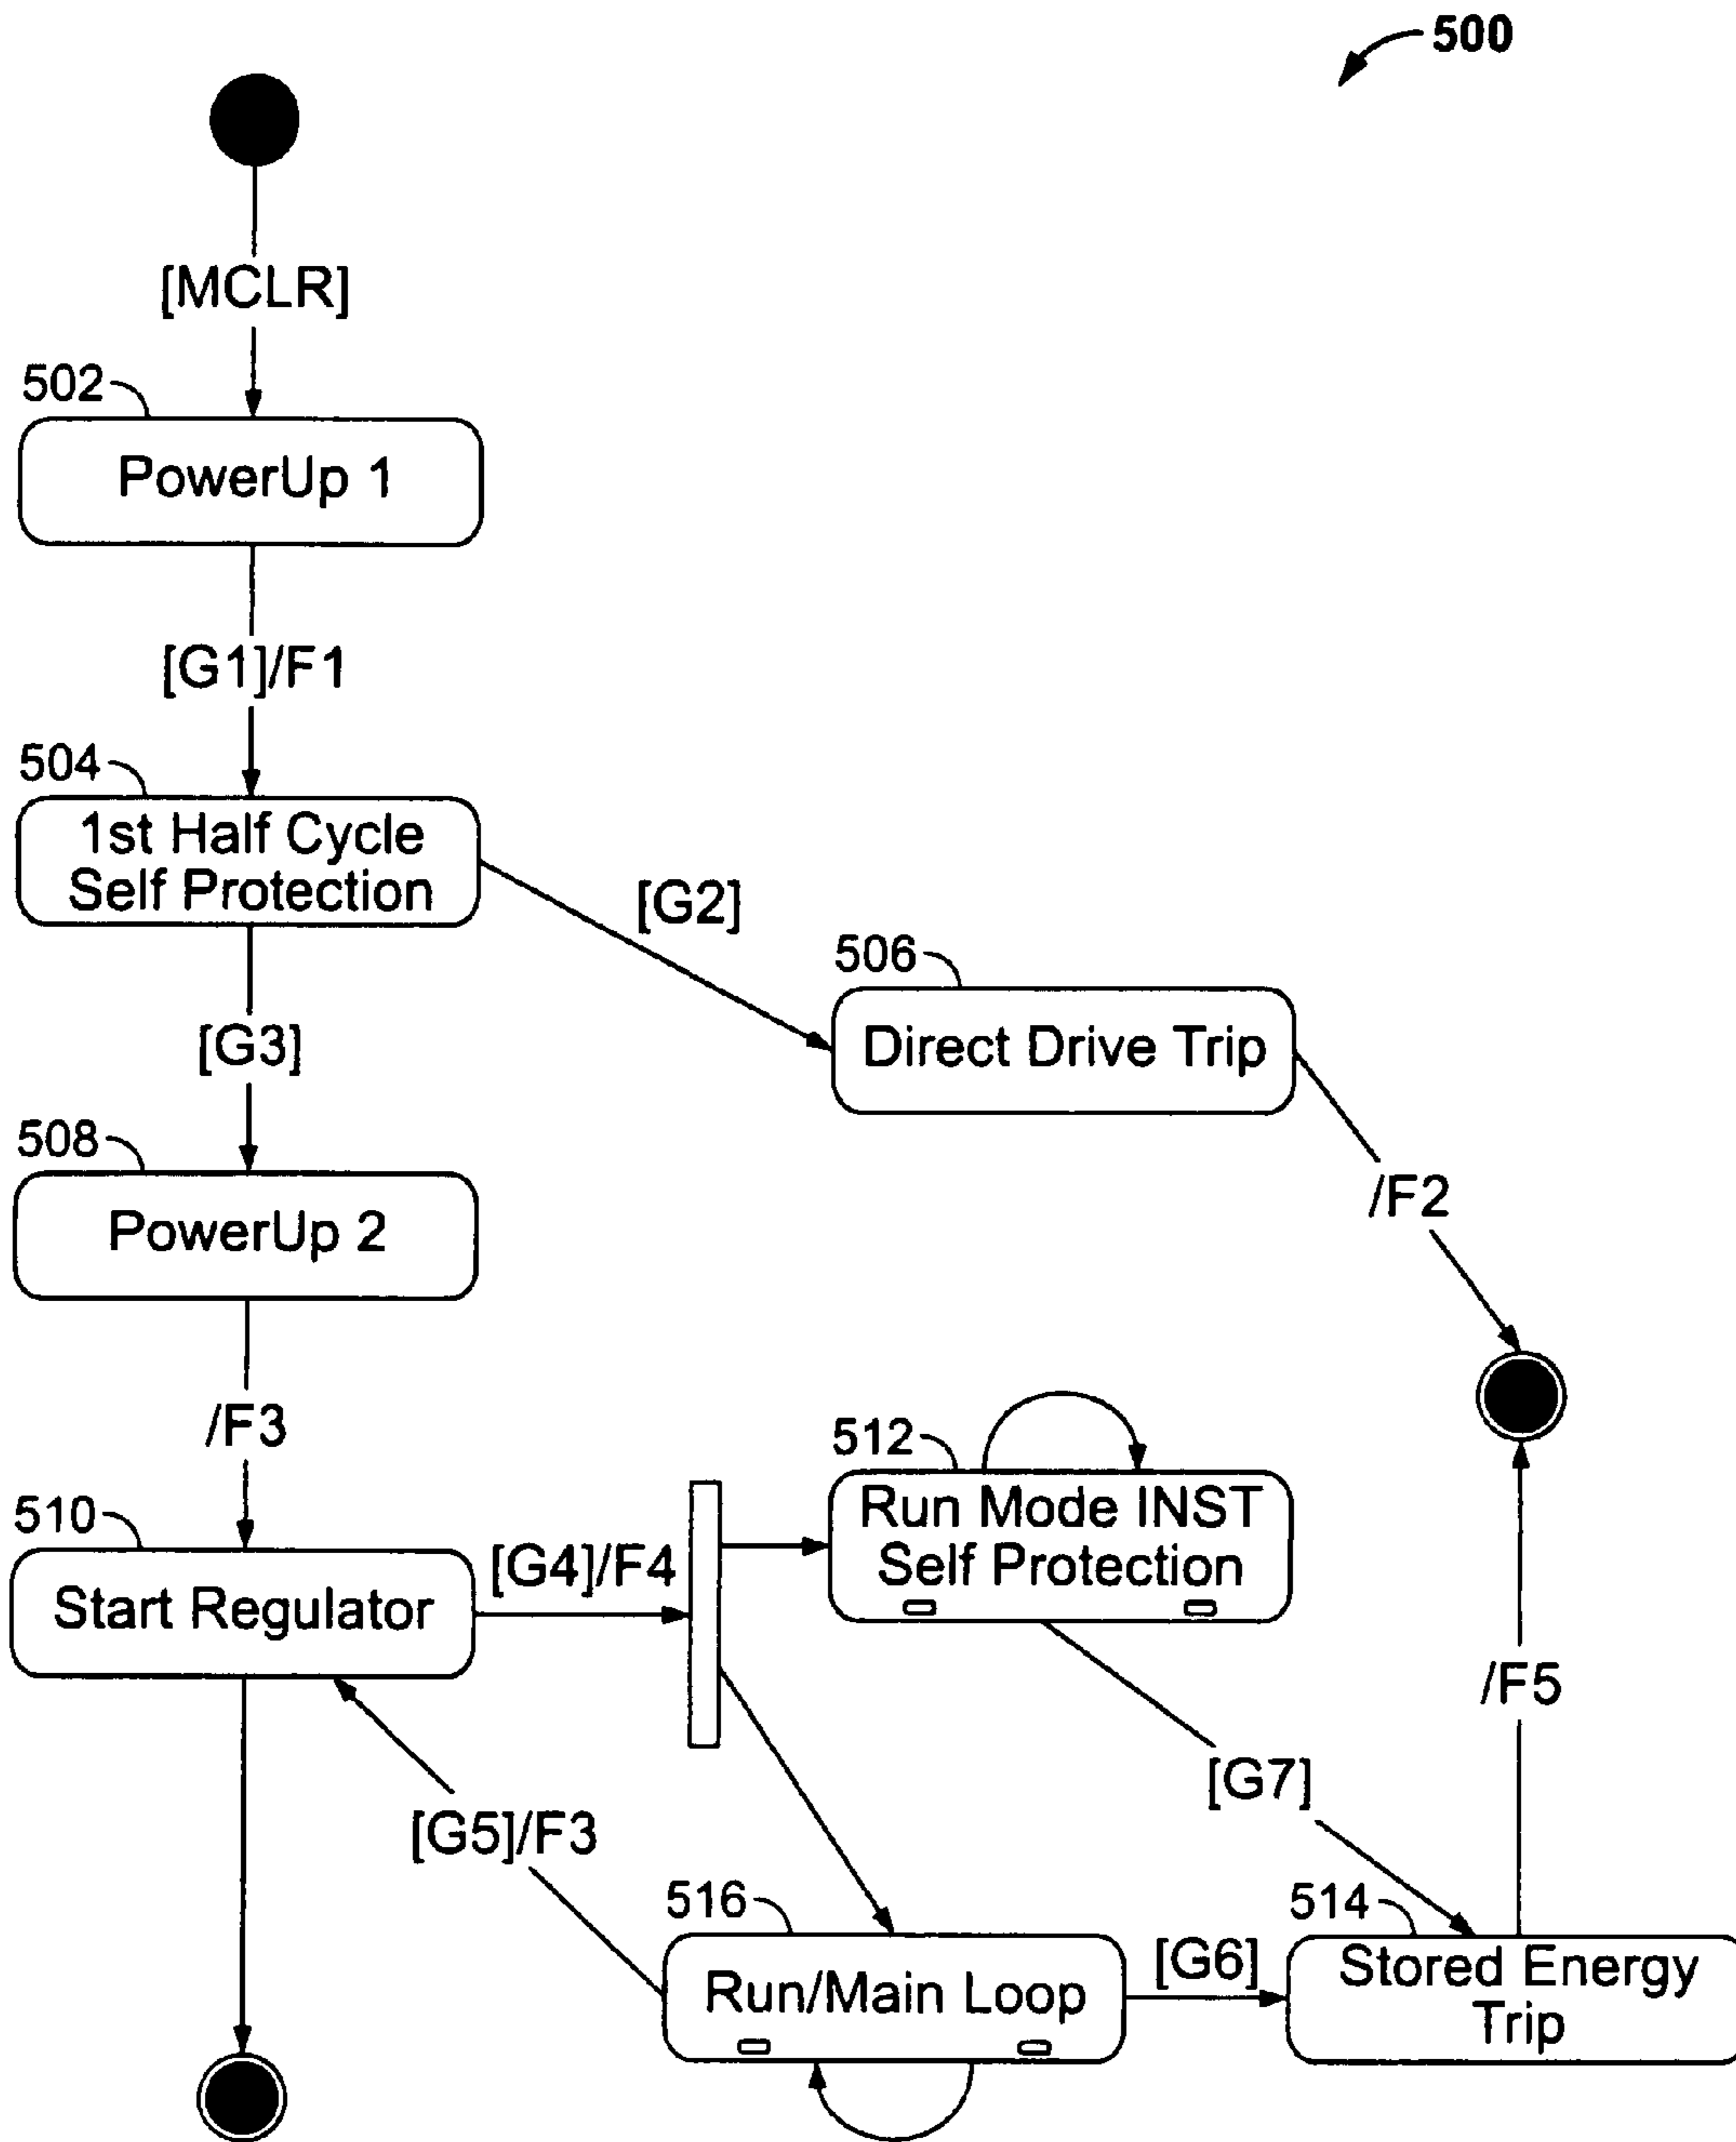 500
[MCLR]
502
PowerUp 1
[G1]/F1
504
1st Half Cycle
Self Protection
[G2]
506
Direct Drive Trip
[G3]
508
PowerUp 2
/F2
/F3
512
Run Mode INST
Self Protection
510
Start Regulator
[G4]/F4
/F5
[G7]
[G5]/F3
516
Run/Main Loop
[G6]
514
Stored Energy
Trip